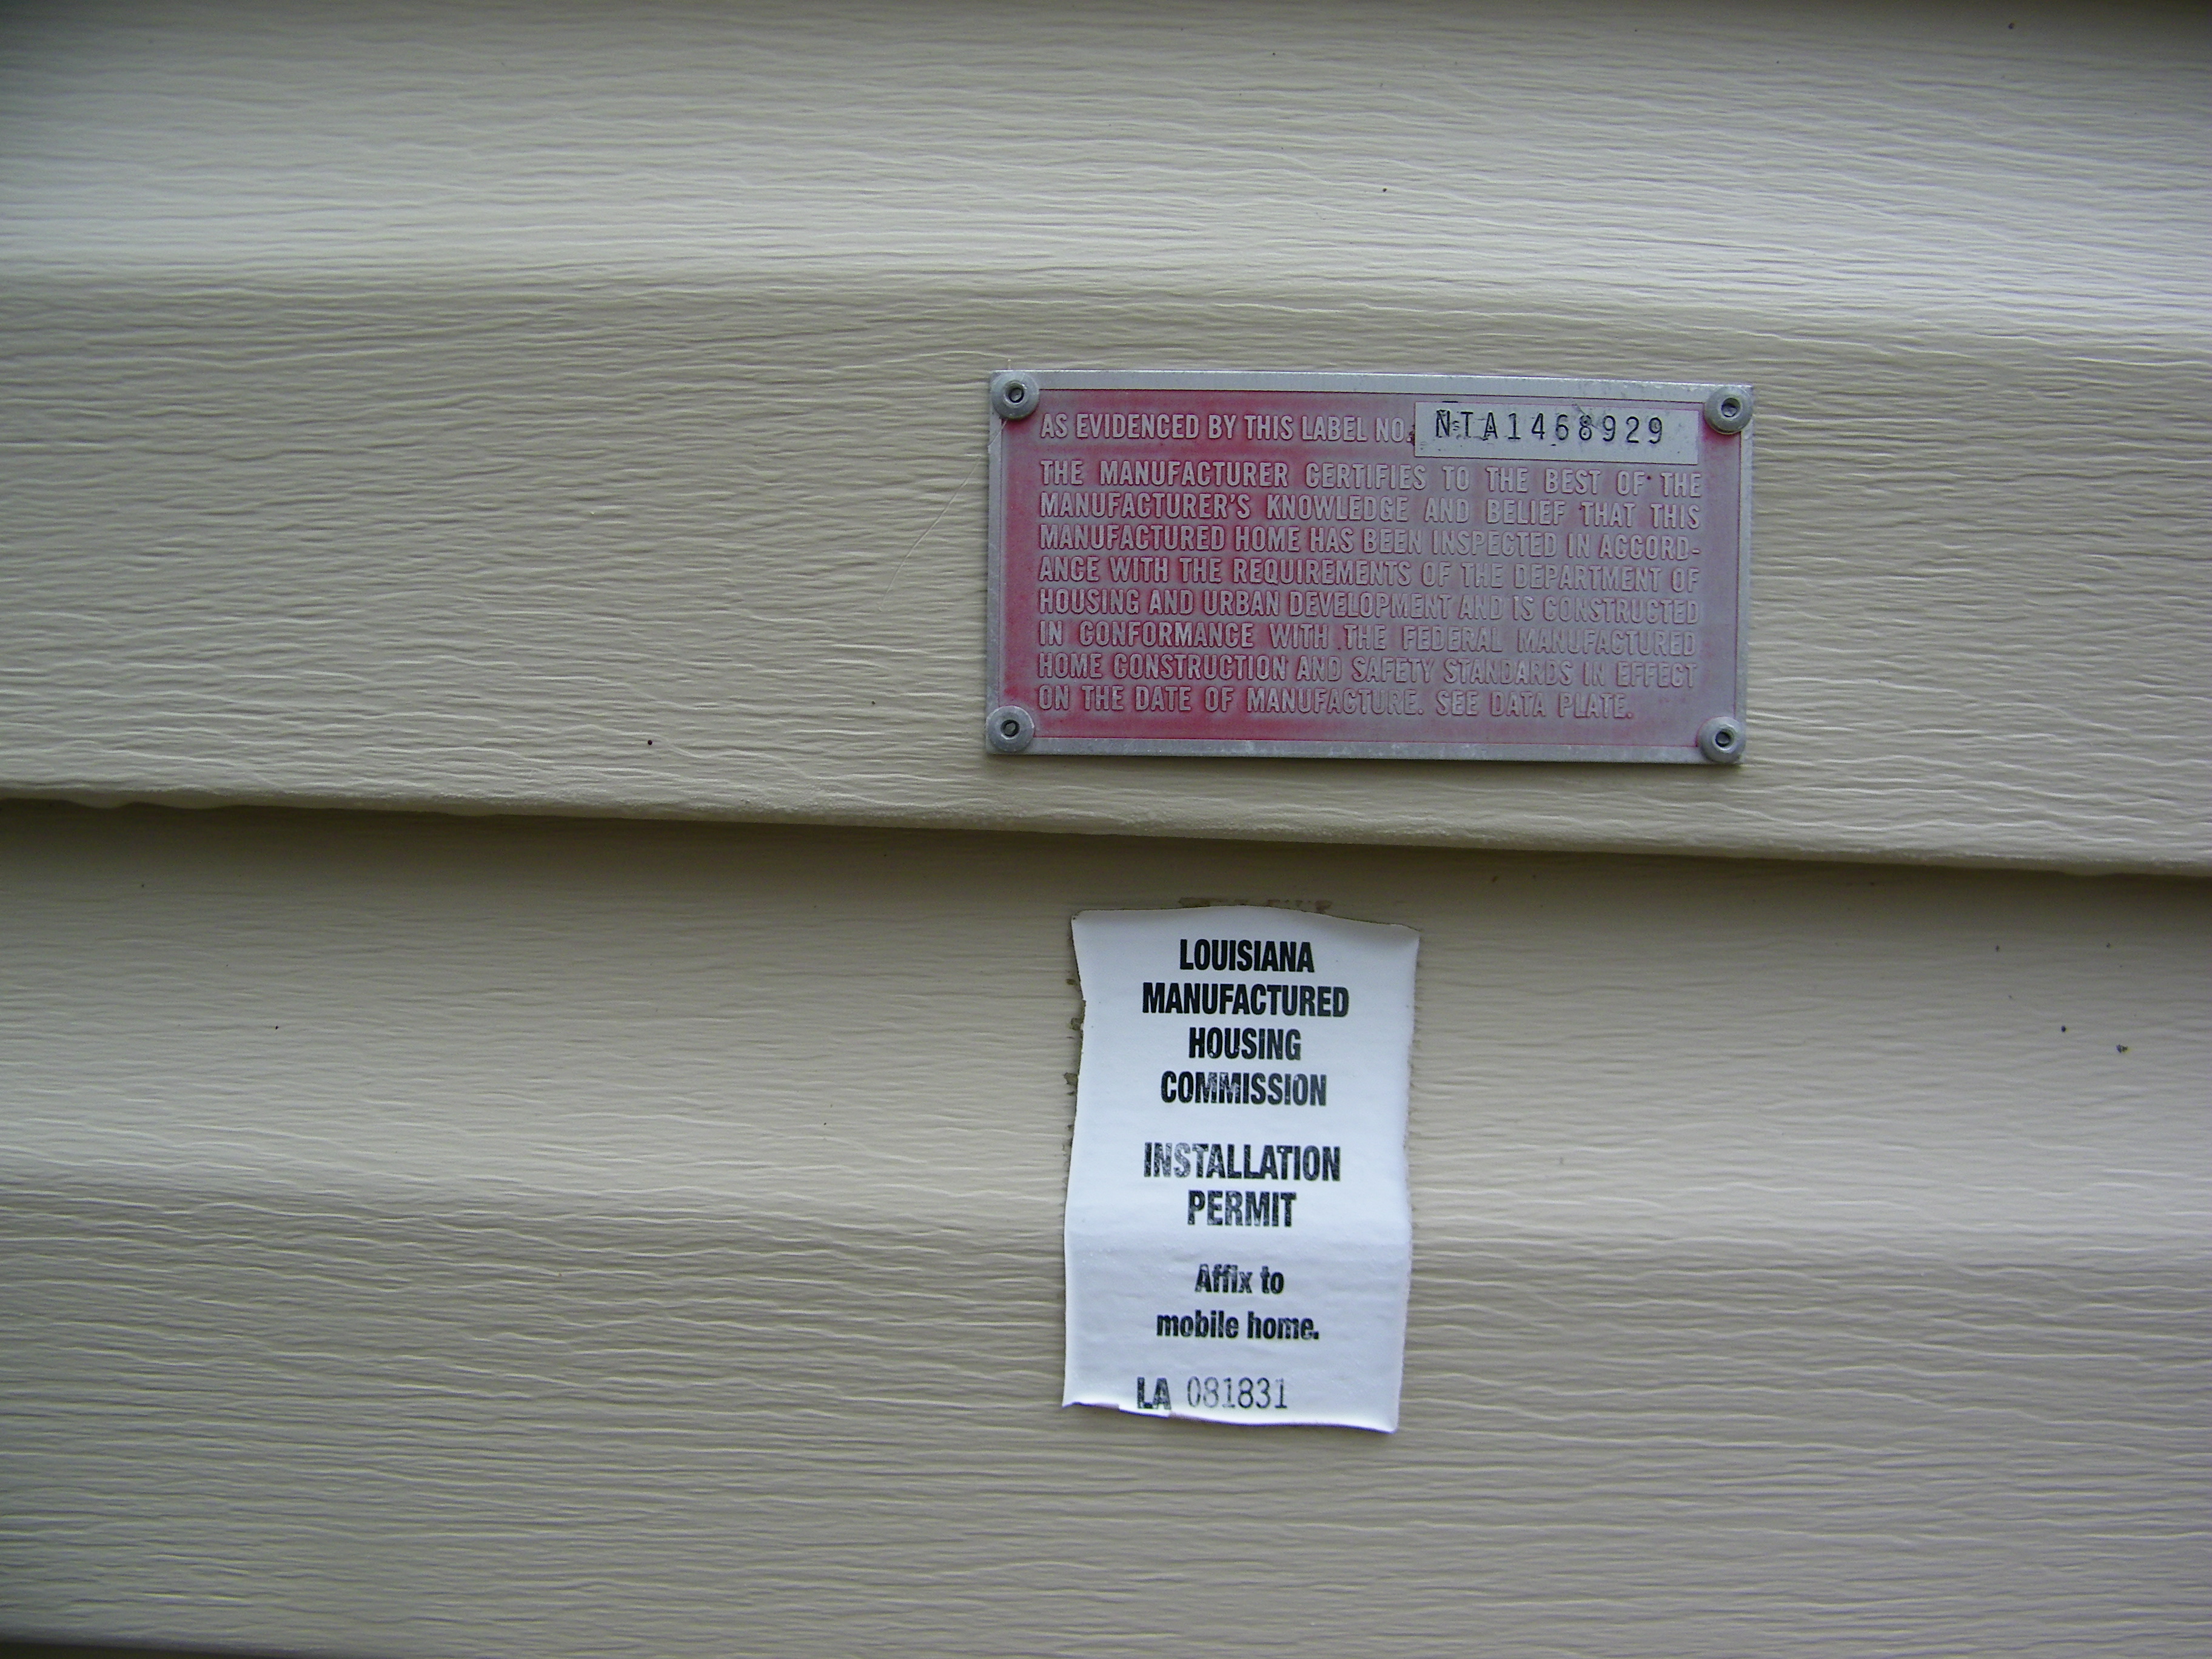 AS EVIDENCED BY THIS LABEL NO. NTA1468929
THE MANUFACTURER CERTIFIES TO THE BEST OF THE
MANUFACTURER'S KNOWLEDGE AND BELIEF THAT THIS
MANUFACTURED HOME HAS BEEN INSPECTED IN ACCORD-
ANCE WITH THE REQUIREMENTS OF THE DEPARTMENT OF
HOUSING AND URBAN DEVELOPMENT AND IS CONSTRUCTED
IN CONFORMANCE WITH THE FEDERAL MANUFACTURED
HOME CONSTRUCTION AND SAFETY STANDARDS IN EFFECT
ON THE DATE OF MANUFACTURE. SEE DATA PLATE.
LOUISIANA
MANUFACTURED
HOUSING
COMMISSION
INSTALLATION
PERMIT
Affix to
mobile home.
LA 081831